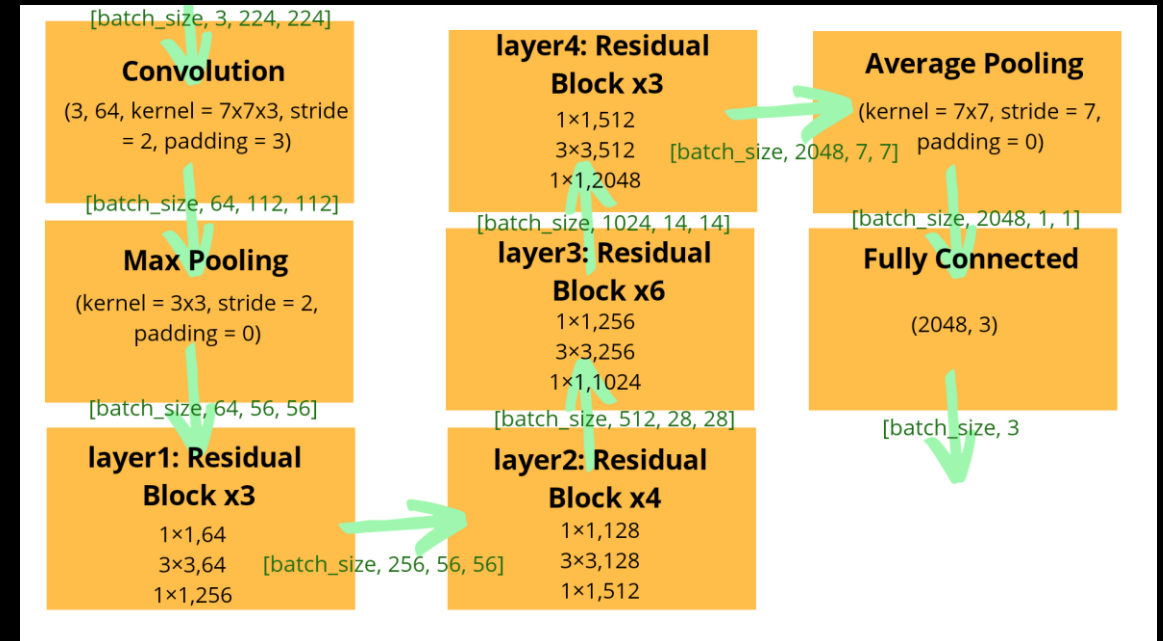 [batch_size, 3, 224, 224]
Convolution
(3, 64, kernel = 7x7x3, stride
= 2, padding = 3)
[batch_size, 64, 112, 112]
Max Pooling
(kernel = 3x3, stride = 2,
padding = 0)
[batch_size, 64, 56, 56]
layer1: Residual
Block x3
1×1,64
3×3,64
1×1,256
[batch_size, 256, 56, 56]
layer2: Residual
Block x4
1×1,128
3×3,128
1×1,512
[batch_size, 512, 28, 28]
layer3: Residual
Block x6
1×1,256
3×3,256
1×1,1024
[batch_size, 1024, 14, 14]
layer4: Residual
Block x3
1×1,512
3×3,512
1×1,2048
[batch_size, 2048, 7, 7]
Average Pooling
(kernel = 7x7, stride = 7,
padding = 0)
[batch_size, 2048, 1, 1]
Fully Connected
(2048, 3)
[batch_size, 3